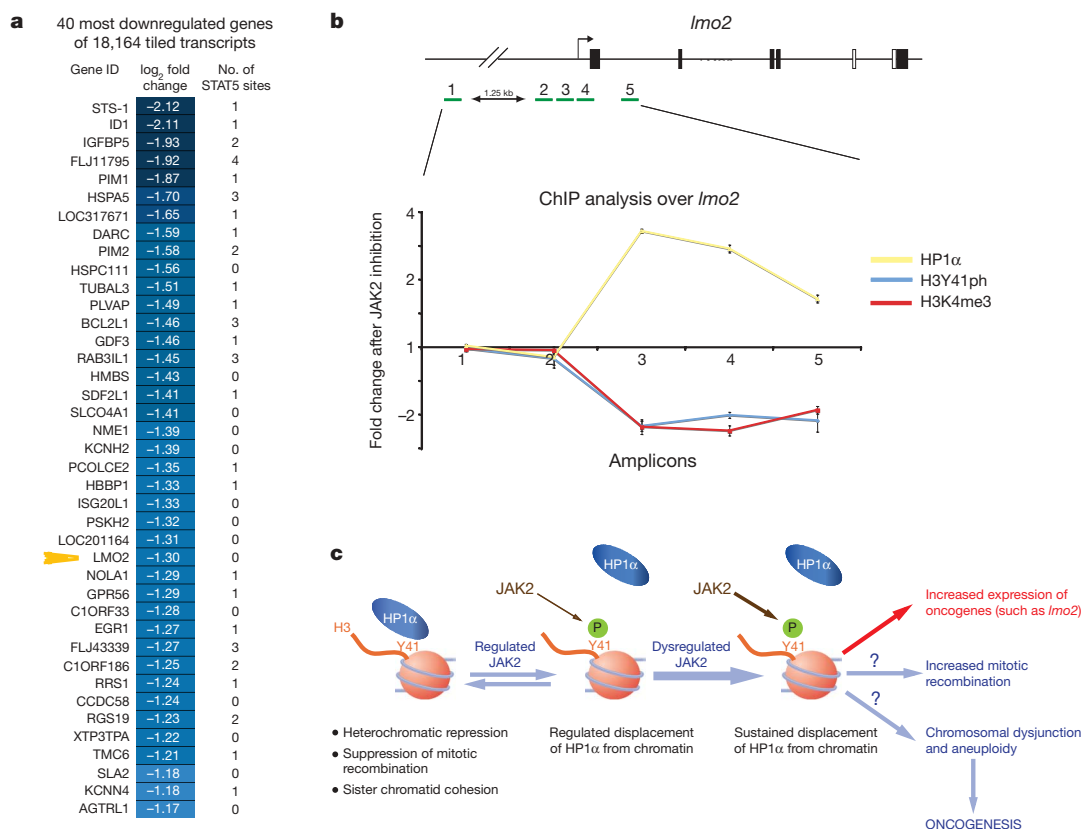 a
40 most downregulated genes
of 18,164 tiled transcripts
Gene ID log2 fold change No. of STAT5 sites
STS-1 −2.12 1
ID1 −2.11 1
IGFBP5 −1.93 2
FLJ11795 −1.92 4
PIM1 −1.87 1
HSPA5 −1.70 3
LOC317671 −1.65 1
DARC −1.59 1
PIM2 −1.58 2
HSPC111 −1.56 0
TUBAL3 −1.51 1
PLVAP −1.49 1
BCL2L1 −1.46 3
GDF3 −1.46 1
RAB3IL1 −1.45 3
HMBS −1.43 0
SDF2L1 −1.41 1
SLCO4A1 −1.41 0
NME1 −1.39 0
KCNH2 −1.39 0
PCOLCE2 −1.35 1
HBBP1 −1.33 1
ISG20L1 −1.33 0
PSKH2 −1.32 0
LOC201164 −1.31 0
LMO2 −1.30 0
NOLA1 −1.29 1
GPR56 −1.29 1
C1ORF33 −1.28 0
EGR1 −1.27 1
FLJ43339 −1.27 3
C1ORF186 −1.25 2
RRS1 −1.24 1
CCDC58 −1.24 0
RGS19 −1.23 2
XTP3TPA −1.22 0
TMC6 −1.21 1
SLA2 −1.18 0
KCNN4 −1.18 1
AGTRL1 −1.17 0
b
lmo2
1 1.25 kb 2 3 4 5
ChIP analysis over lmo2
Fold change after JAK2 inhibition
4
2
1
−2
1 2 3 4 5
Amplicons
HP1α
H3Y41ph
H3K4me3
c
H3
HP1α
Y41
Regulated
JAK2
JAK2
HP1α
P
Y41
Dysregulated
JAK2
JAK2
HP1α
P
Y41
Increased expression of
oncogenes (such as lmo2)
?
Increased mitotic
recombination
?
Chromosomal dysjunction
and aneuploidy
ONCOGENESIS
• Heterochromatic repression
• Suppression of mitotic
recombination
• Sister chromatid cohesion
Regulated displacement
of HP1α from chromatin
Sustained displacement
of HP1α from chromatin